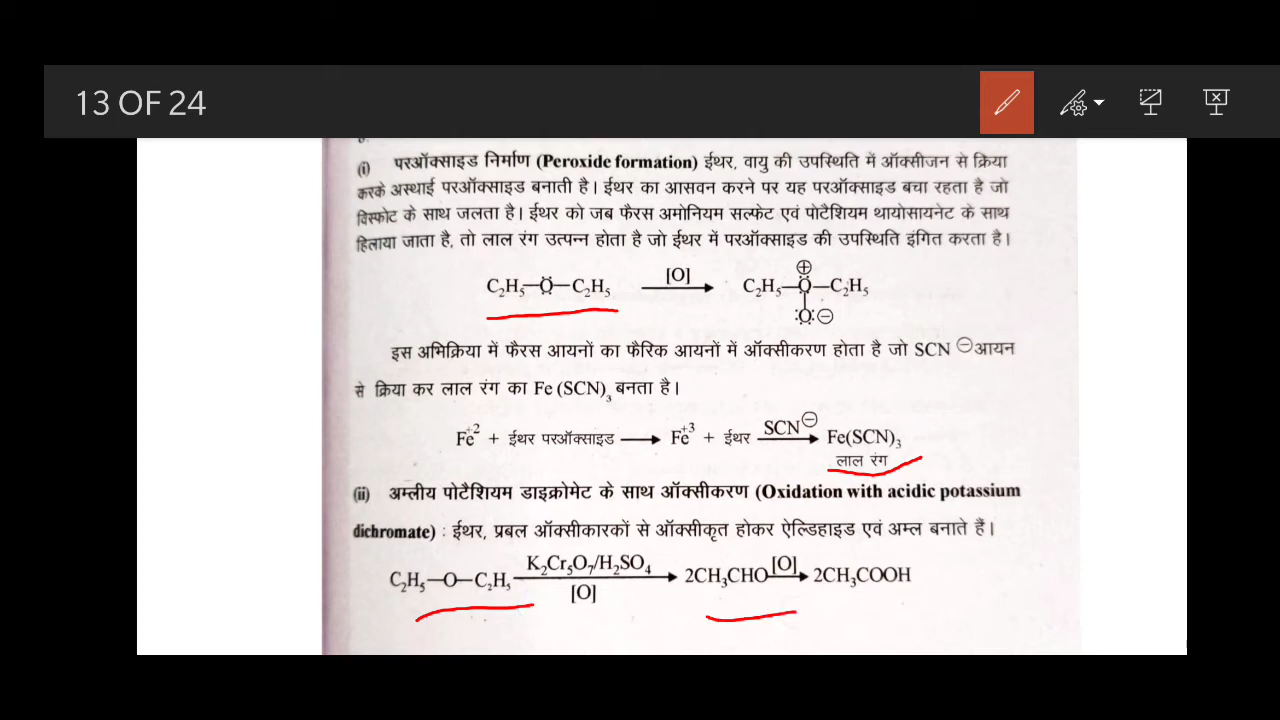 13 OF 24
(i) परऑक्साइड निर्माण (Peroxide formation) ईथर, वायु की उपस्थिति में ऑक्सीजन से क्रिया
करके अस्थाई परऑक्साइड बनाती है। ईथर का आसवन करने पर यह परऑक्साइड बचा रहता है जो
विस्फोट के साथ जलता है। ईथर को जब फैरस अमोनियम सल्फेट एवं पोटैशियम थायोसायनेट के साथ
हिलाया जाता है, तो लाल रंग उत्पन्न होता है जो ईथर में परऑक्साइड की उपस्थिति इंगित करता है।
C₂H₅—Ö—C₂H₅ [O] → C₂H₅—O⊕—C₂H₅
:O:⊖
इस अभिक्रिया में फैरस आयनों का फैरिक आयनों में ऑक्सीकरण होता है जो SCN ⊖ आयन
से क्रिया कर लाल रंग का Fe (SCN)₃ बनता है।
Fe⁺² + ईथर परऑक्साइड → Fe⁺³ + ईथर SCN⊖ → Fe(SCN)₃
लाल रंग
(ii) अम्लीय पोटैशियम डाइक्रोमेट के साथ ऑक्सीकरण (Oxidation with acidic potassium
dichromate) : ईथर, प्रबल ऑक्सीकारकों से ऑक्सीकृत होकर ऐल्डिहाइड एवं अम्ल बनाते हैं।
C₂H₅—O—C₂H₅ K₂Cr₅O₇/H₂SO₄ [O] → 2CH₃CHO [O] → 2CH₃COOH